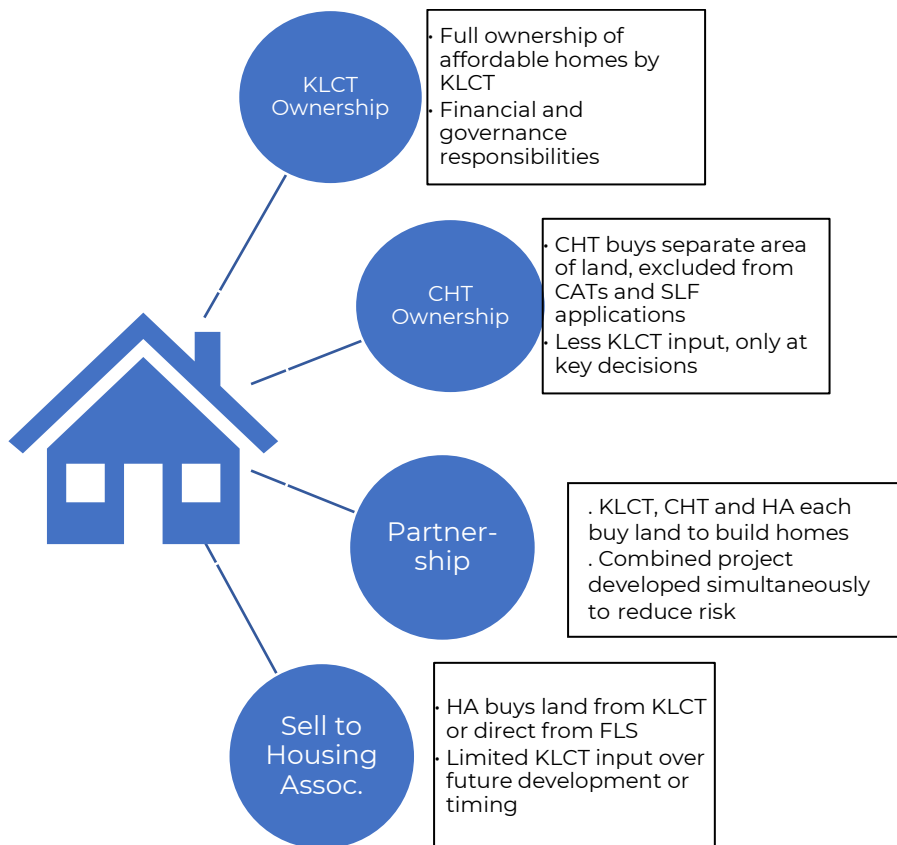 KLCT
Ownership
· Full ownership of
affordable homes by
KLCT
· Financial and
governance
responsibilities
CHT
Ownership
· CHT buys separate area
of land, excluded from
CATs and SLF
applications
· Less KLCT input, only at
key decisions
Partner-
ship
. KLCT, CHT and HA each
buy land to build homes
. Combined project
developed simultaneously
to reduce risk
Sell to
Housing
Assoc.
· HA buys land from KLCT
or direct from FLS
· Limited KLCT input over
future development or
timing